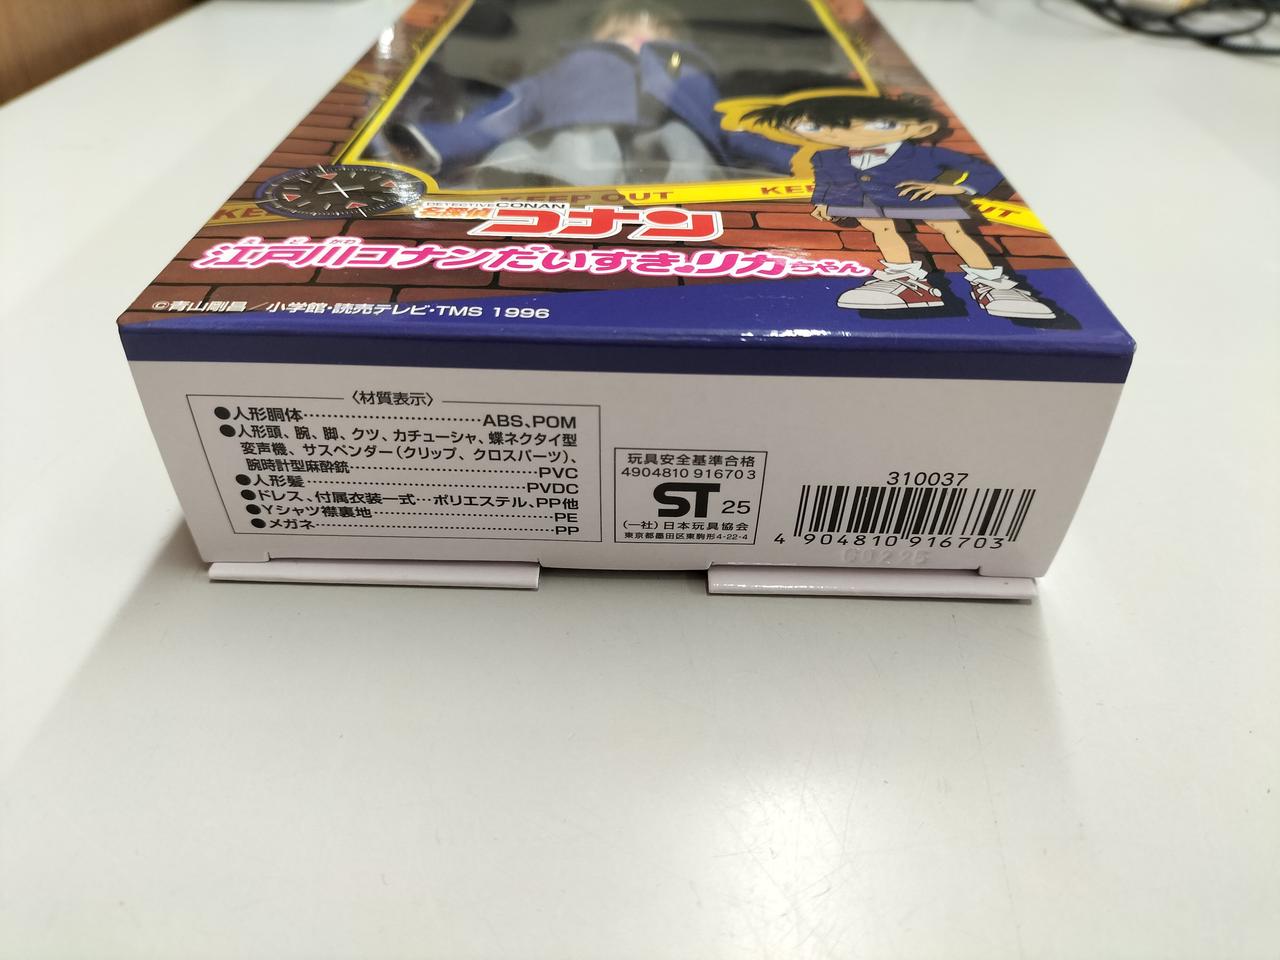 KEEP OUT
DETECTIVE CONAN
名探偵
コナン
えどがわ
江戸川コナンだいすき♥リカちゃん
©青山剛昌／小学館・読売テレビ・TMS 1996
〈材質表示〉
●人形胴体……………………ABS、POM
●人形頭、腕、脚、クツ、カチューシャ、蝶ネクタイ型
変声機、サスペンダー（クリップ、クロスパーツ）、
腕時計型麻酔銃……………………PVC
●人形髪……………………PVDC
●ドレス、付属衣装一式…ポリエステル、PP他
●Yシャツ襟裏地……………………PE
●メガネ……………………PP
玩具安全基準合格
4904810 916703
ST 25
(一社)日本玩具協会
東京都墨田区東駒形4-22-4
310037
4 904810 916703